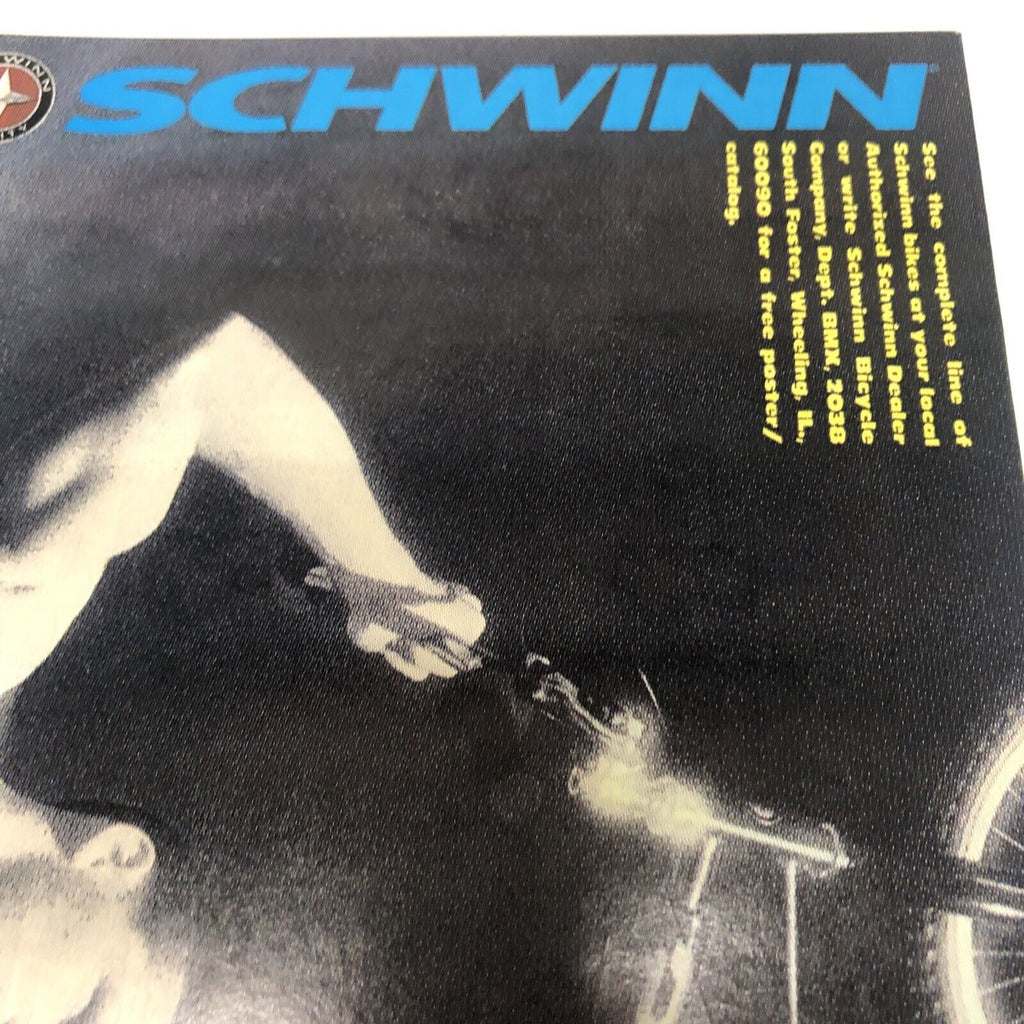 SCHWINN
SCHWINN®
See the complete line of
Schwinn bikes at your local
Authorized Schwinn Dealer
or write Schwinn Bicycle
Company, Dept. BMX, 2038
South Foster, Wheeling, IL.,
60090 for a free poster/
catalog.